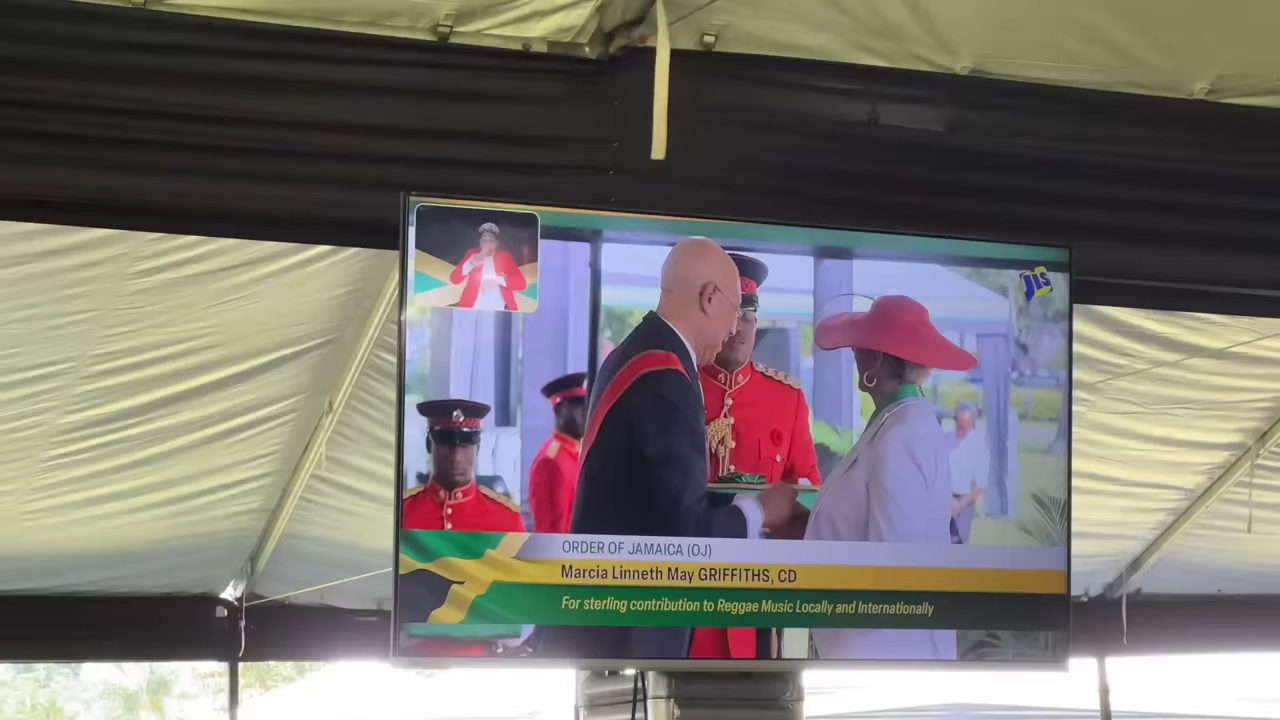 JIS
ORDER OF JAMAICA (OJ)
Marcia Linneth May GRIFFITHS, CD
For sterling contribution to Reggae Music Locally and Internationally